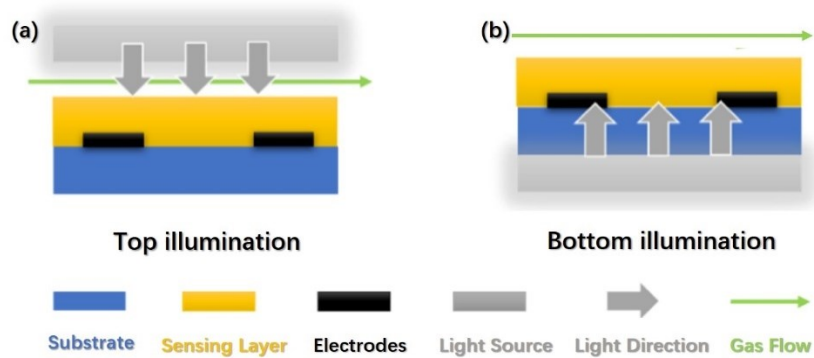 (a)
(b)
Top illumination
Bottom illumination
Substrate Sensing Layer Electrodes Light Source Light Direction Gas Flow